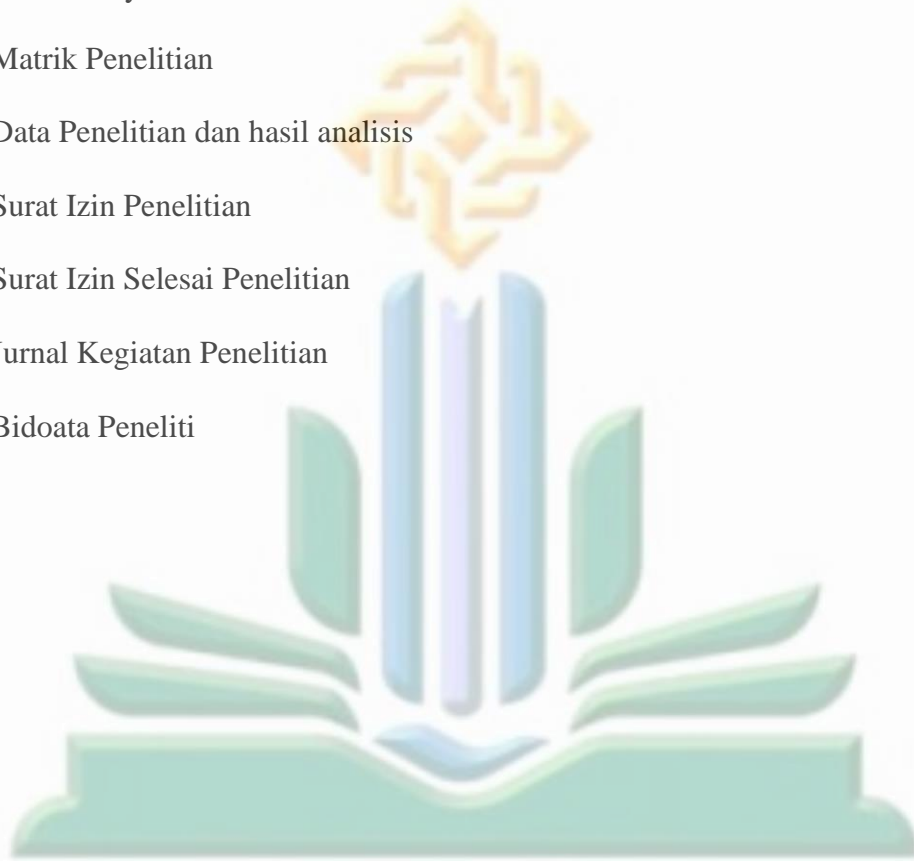 Matrik Penelitian
Data Penelitian dan hasil analisis
Surat Izin Penelitian
Surat Izin Selesai Penelitian
Jurnal Kegiatan Penelitian
Bidoata Peneliti